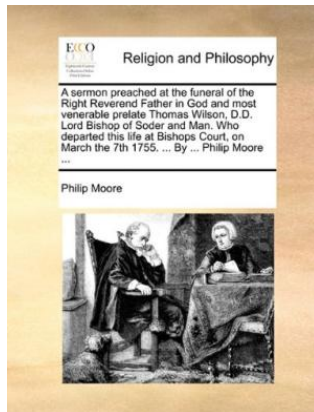 ECCO
Religion and Philosophy
A sermon preached at the funeral of the
Right Reverend Father in God and most
venerable prelate Thomas Wilson, D.D.
Lord Bishop of Soder and Man. Who
departed this life at Bishops Court, on
March the 7th 1755. ... By ... Philip Moore
...
Philip Moore